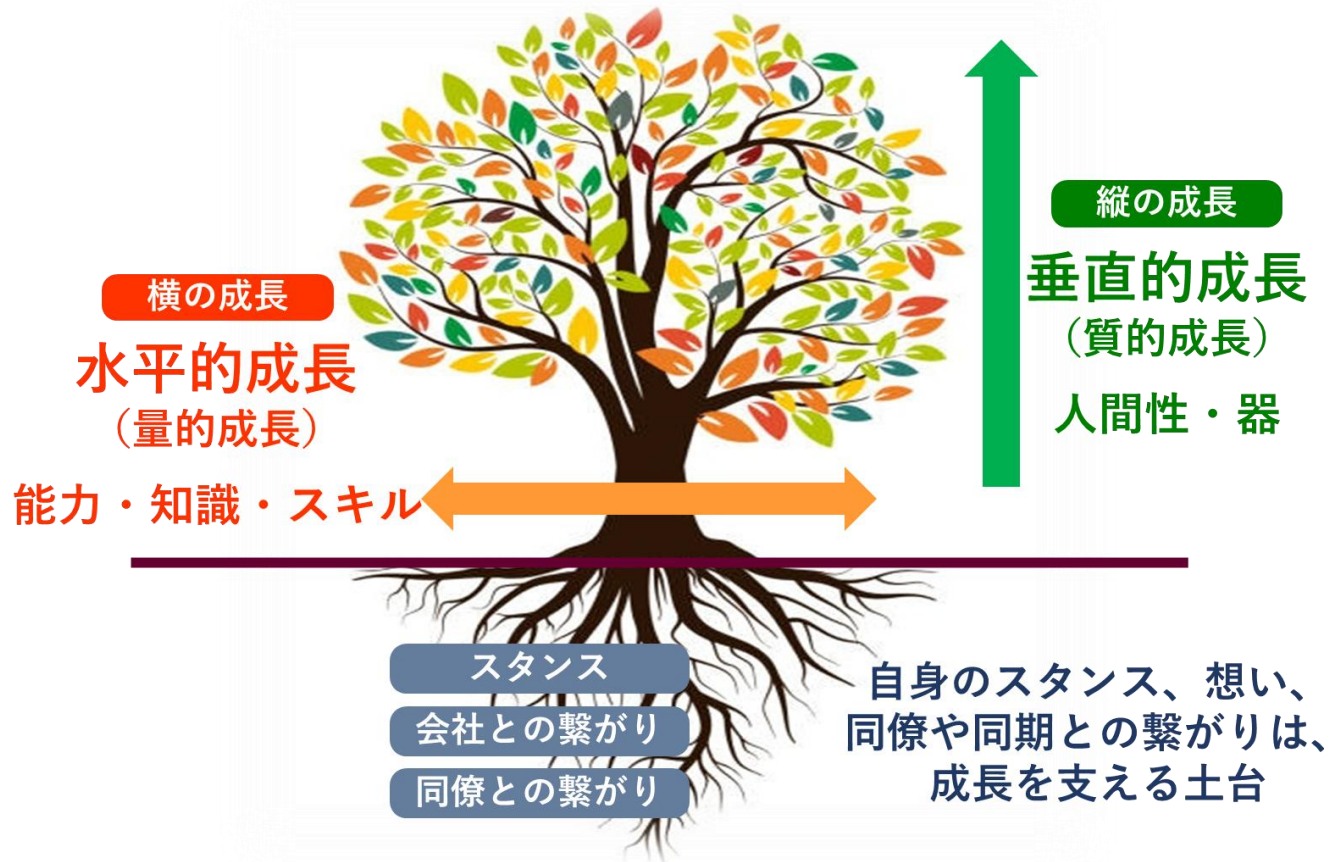 横の成長
水平的成長
（量的成長）
能力・知識・スキル
縦の成長
垂直的成長
（質的成長）
人間性・器
スタンス
会社との繋がり
同僚との繋がり
自身のスタンス、想い、
同僚や同期との繋がりは、
成長を支える土台